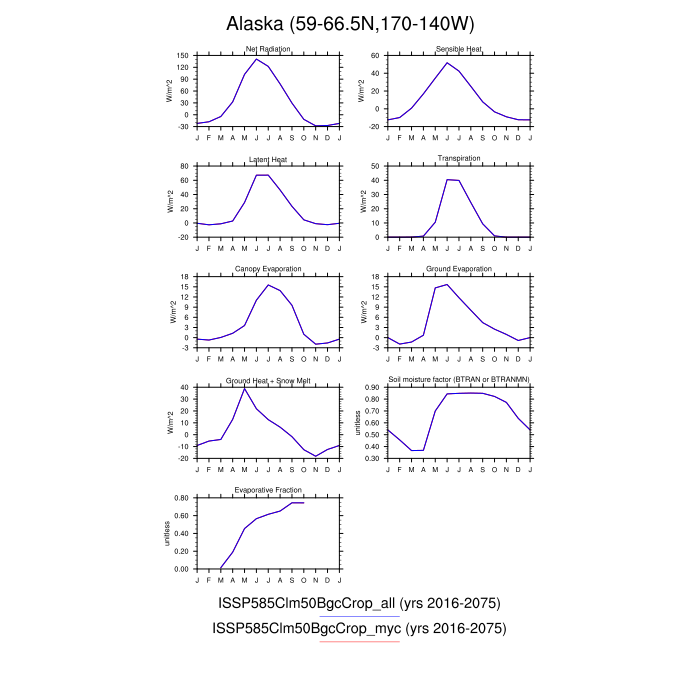 Alaska (59-66.5N,170-140W)
Net Radiation
Sensible Heat
W/m^2
150
120
90
60
30
0
-30
J F M A M J J A S O N D J
W/m^2
60
40
20
0
-20
J F M A M J J A S O N D J
Latent Heat
Transpiration
W/m^2
80
60
40
20
0
-20
J F M A M J J A S O N D J
W/m^2
50
40
30
20
10
0
J F M A M J J A S O N D J
Canopy Evaporation
Ground Evaporation
W/m^2
18
15
12
9
6
3
0
-3
J F M A M J J A S O N D J
W/m^2
18
15
12
9
6
3
0
-3
J F M A M J J A S O N D J
Ground Heat + Snow Melt
Soil moisture factor (BTRAN or BTRANMN)
W/m^2
40
30
20
10
0
-10
-20
J F M A M J J A S O N D J
unitless
0.90
0.80
0.70
0.60
0.50
0.40
0.30
J F M A M J J A S O N D J
Evaporative Fraction
unitless
0.80
0.60
0.40
0.20
0.00
J F M A M J J A S O N D J
ISSP585Clm50BgcCrop_all (yrs 2016-2075)
ISSP585Clm50BgcCrop_myc (yrs 2016-2075)